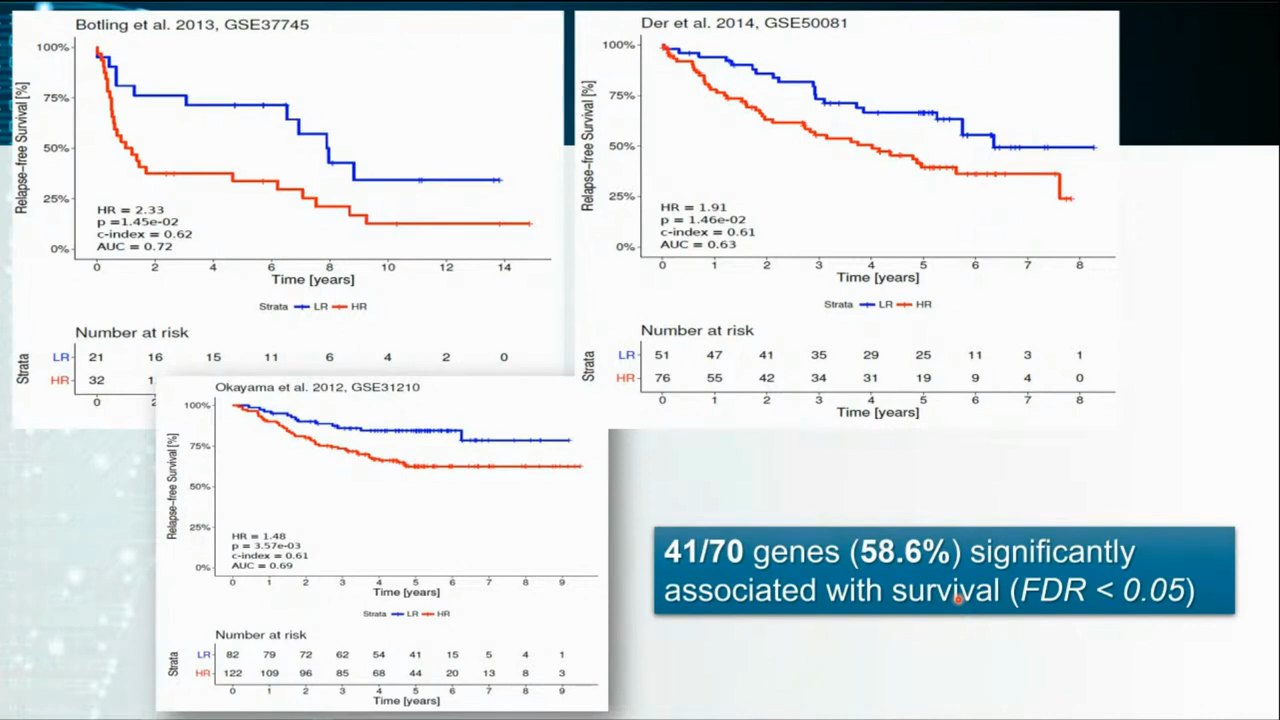 Botling et al. 2013, GSE37745
Relapse-free Survival [%]
100%
75%
50%
25%
0%
HR = 2.33
p =1.45e-02
c-index = 0.62
AUC = 0.72
0 2 4 6 8 10 12 14
Time [years]
Strata LR HR
Number at risk
Strata
LR 21 16 15 11 6 4 2 0
HR 32
0
Der et al. 2014, GSE50081
Relapse-free Survival [%]
100%
75%
50%
25%
0%
HR = 1.91
p = 1.46e-02
c-index = 0.61
AUC = 0.63
0 1 2 3 4 5 6 7 8
Time [years]
Strata LR HR
Number at risk
Strata
LR 51 47 41 35 29 25 11 3 1
HR 76 55 42 34 31 19 9 4 0
0 1 2 3 4 5 6 7 8
Time [years]
Okayama et al. 2012, GSE31210
Relapse-free Survival [%]
100%
75%
50%
25%
0%
HR = 1.48
p = 3.57e-03
c-index = 0.61
AUC = 0.69
0 1 2 3 4 5 6 7 8 9
Time [years]
Strata LR HR
Number at risk
Strata
LR 82 79 72 62 54 41 15 5 4 1
HR 122 109 96 85 68 44 20 13 8 3
0 1 2 3 4 5 6 7 8 9
Time [years]
41/70 genes (58.6%) significantly
associated with survival (FDR < 0.05)